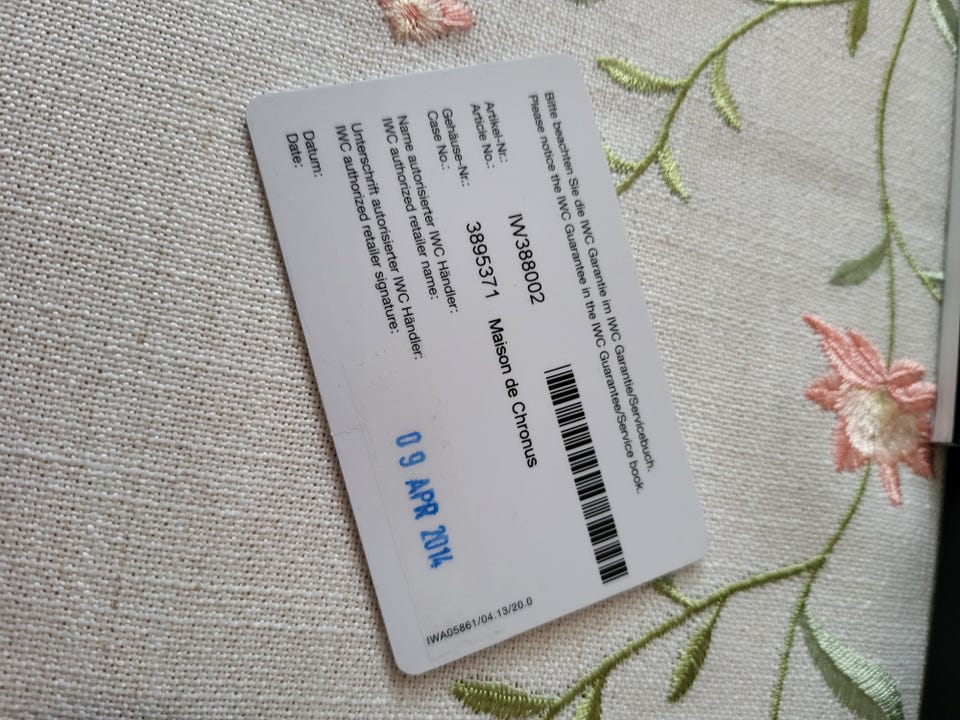 Bitte beachten Sie die IWC Garantie im IWC Garantie/Servicebuch.
Please notice the IWC Guarantee in the IWC Guarantee/Service book.
Artikel-Nr.:
Article No.: IW388002
Gehäuse-Nr.:
Case No.: 3895371
Name autorisierter IWC Händler:
IWC authorized retailer name: Maison de Chronus
Unterschrift autorisierter IWC Händler:
IWC authorized retailer signature:
Datum:
Date: 09 APR 2014
IWA05861/04.13/20.0